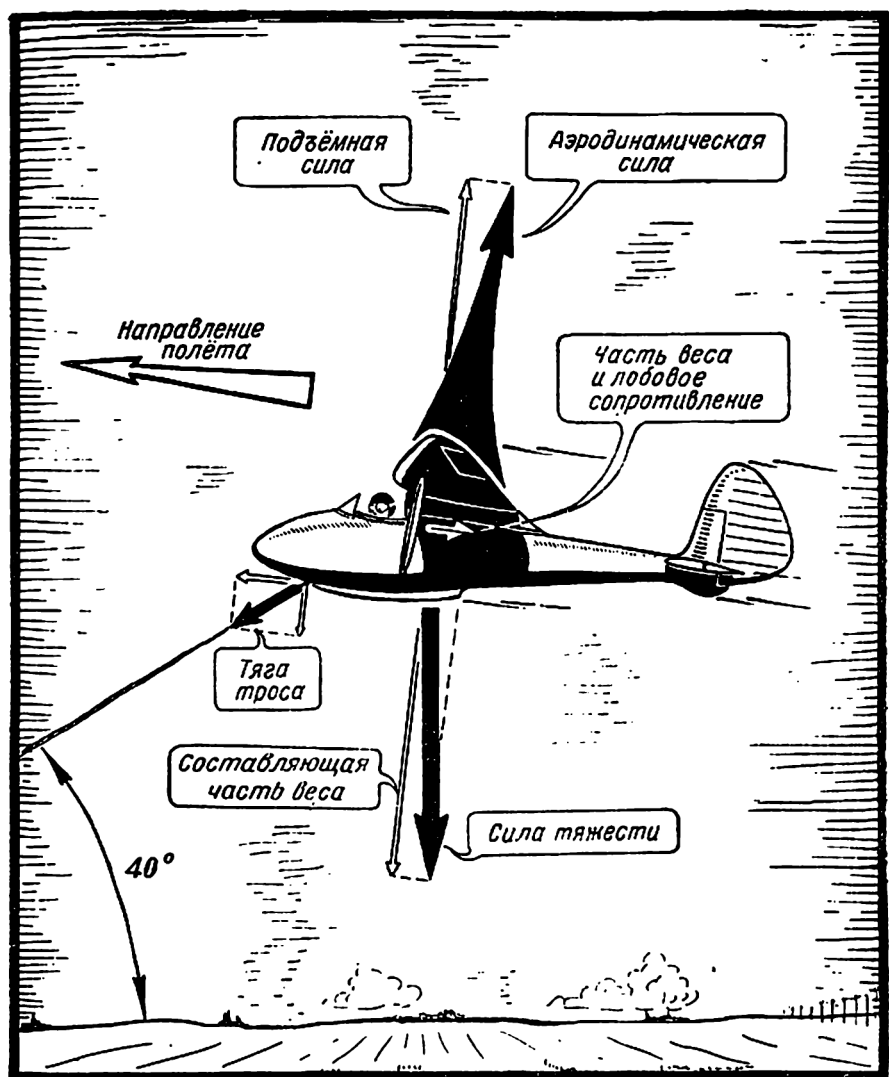 Подъёмная
сила
Аэродинамическая
сила
Направление
полёта
Часть веса
и лобовое
сопротивление
Тяга
троса
Составляющая
часть веса
Сила тяжести
40°